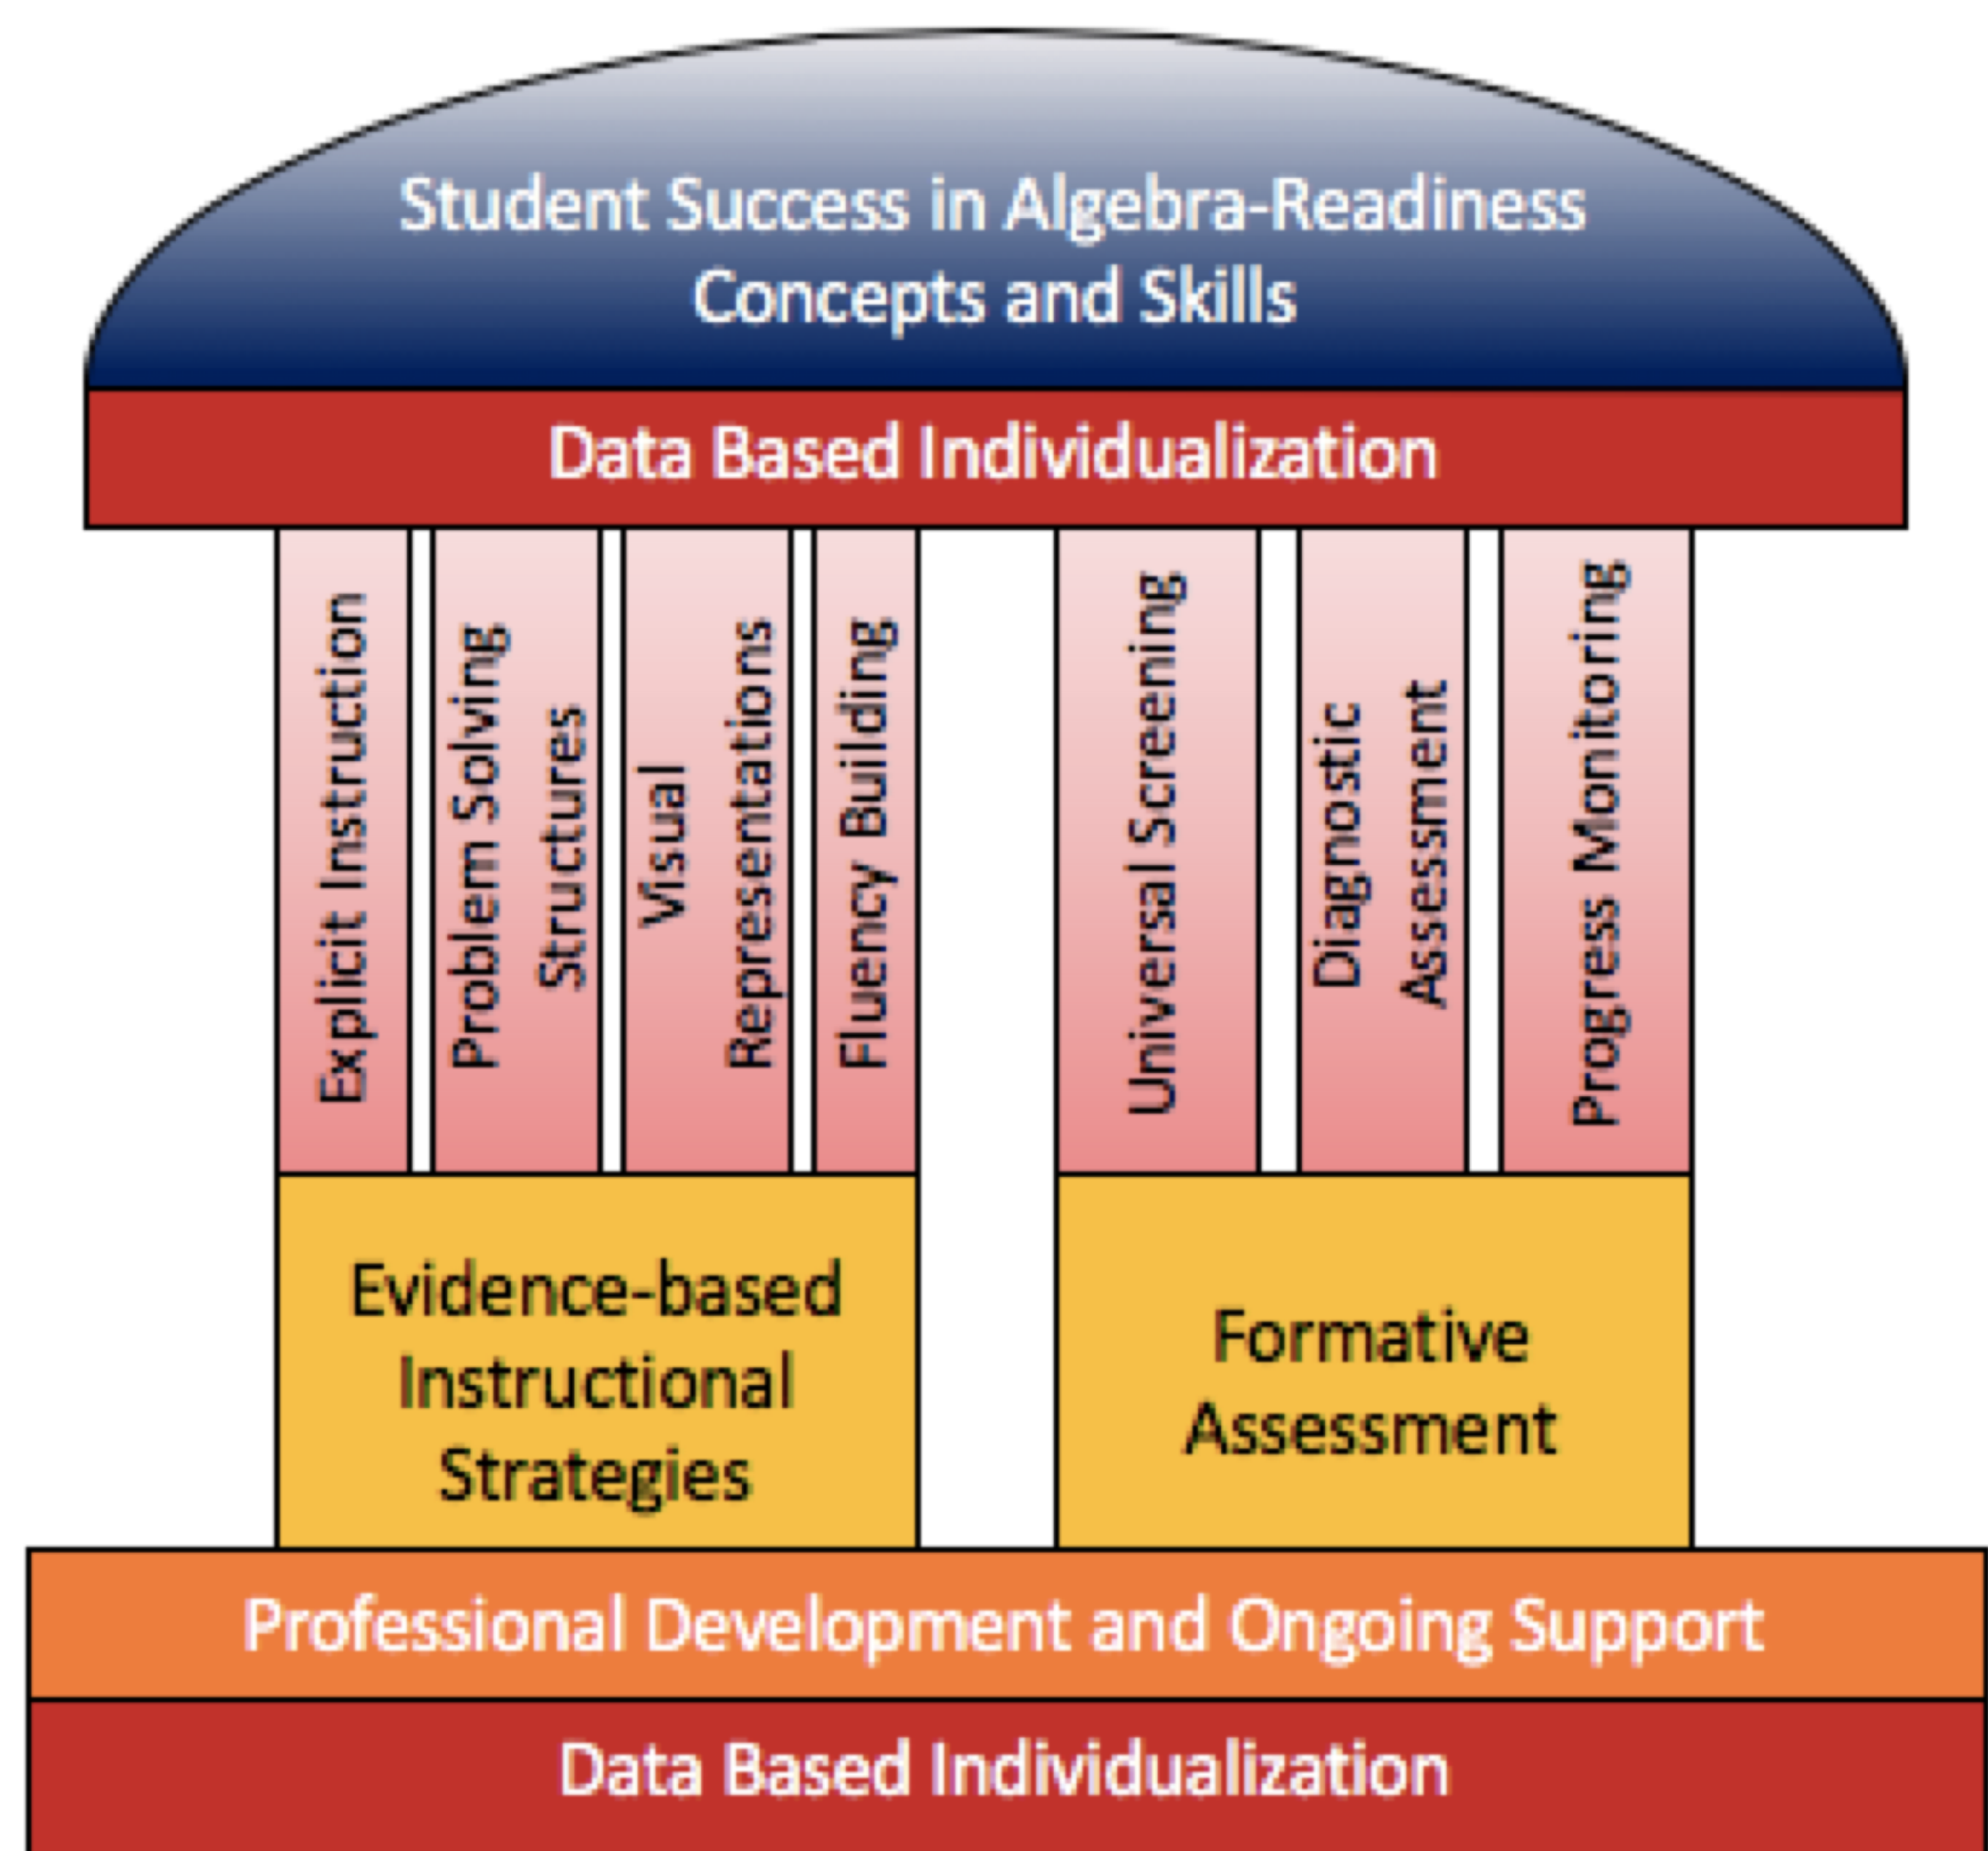 Student Success in Algebra-Readiness
Concepts and Skills
Data Based Individualization
Explicit Instruction
Problem Solving
Structures
Visual
Representations
Fluency Building
Universal Screening
Diagnostic
Assessment
Progress Monitoring
Evidence-based
Instructional
Strategies
Formative
Assessment
Professional Development and Ongoing Support
Data Based Individualization